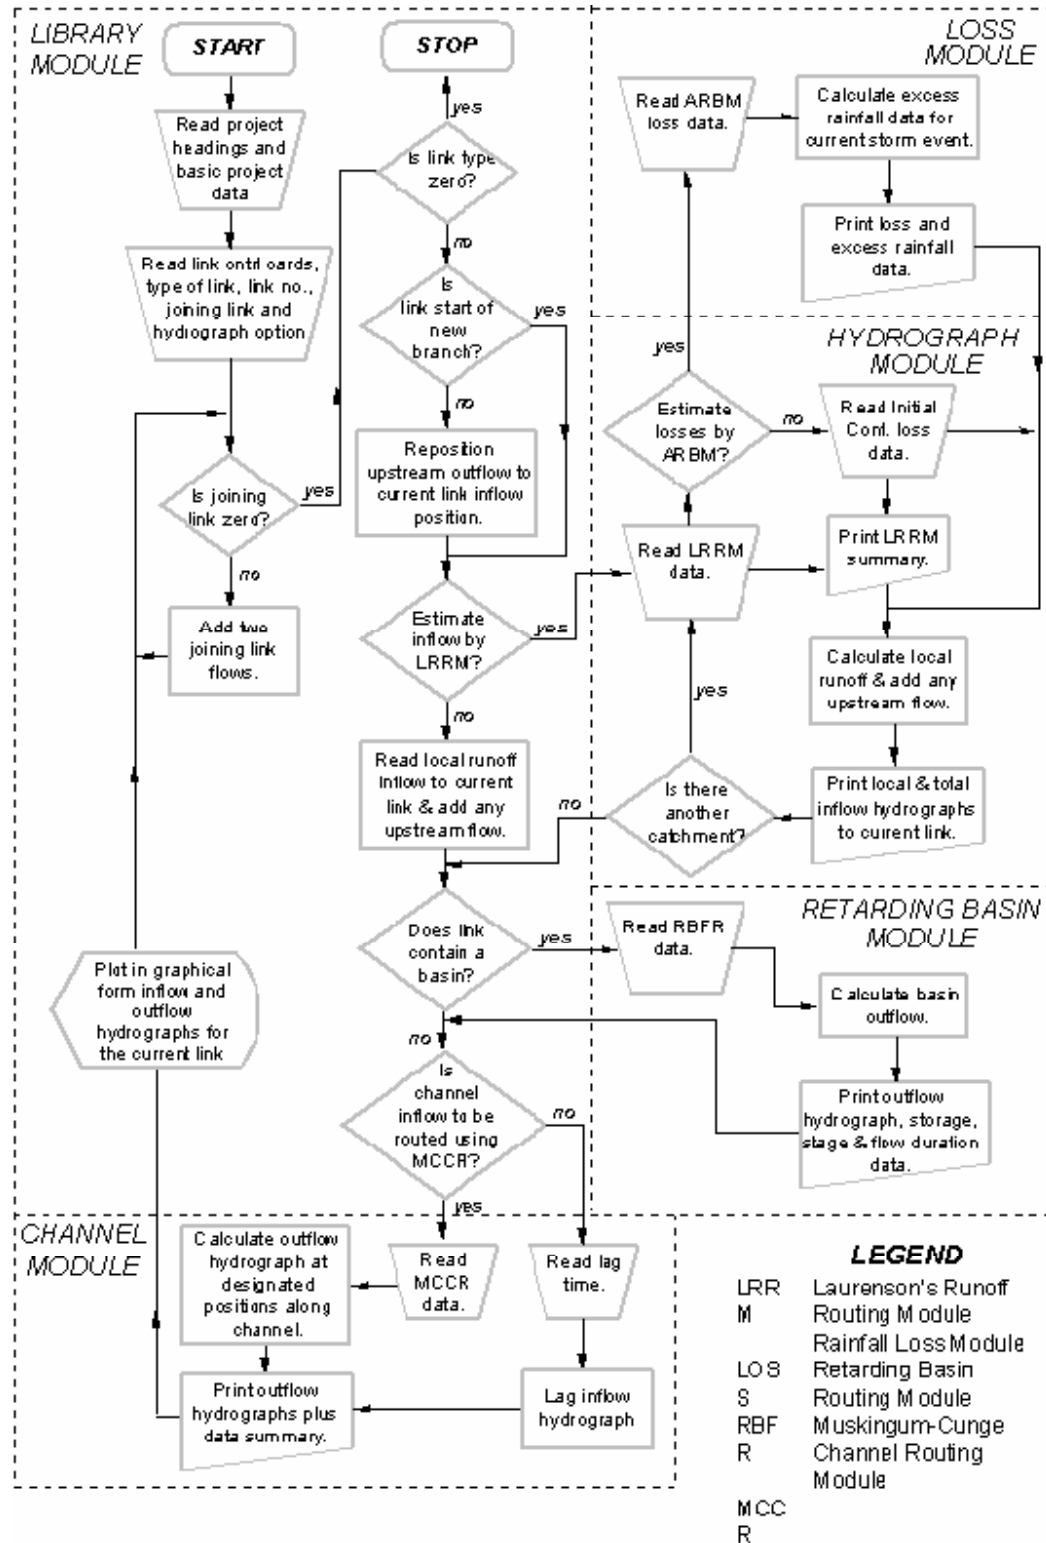 LIBRARY
MODULE
START
Read project
headings and
basic project
data
Read link cntrl cards,
type of link, link no.,
joining link and
hydrograph option
Is joining
link zero?
yes
no
Add two
joining link
flows.
Plot in graphical
form inflow and
outflow
hydrographs for
the current link
STOP
yes
Is link type
zero?
no
Is
link start of
new
branch?
yes
no
Reposition
upstream outflow to
current link inflow
position.
Estimate
inflow by
LRRM?
yes
no
Read local runoff
inflow to current
link & add any
upstream flow.
Does link
contain a
basin?
yes
no
Is
channel
inflow to be
routed using
MCCR?
no
yes
LOSS
MODULE
Read ARBM
loss data.
Calculate excess
rainfall data for
current storm event.
Print loss and
excess rainfall
data.
HYDROGRAPH
MODULE
yes
Estimate
losses by
ARBM?
no
Read Initial
Cont. loss
data.
Read LRRM
data.
Print LRRM
summary.
Calculate local
runoff & add any
upstream flow.
yes
Print local & total
inflow hydrographs
to current link.
Is there
another
catchment?
no
RETARDING BASIN
MODULE
Read RBFR
data.
Calculate basin
outflow.
Print outflow
hydrograph, storage,
stage & flow duration
data.
CHANNEL
MODULE
Calculate outflow
hydrograph at
designated
positions along
channel.
Read
MCCR
data.
Read lag
time.
Print outflow
hydrographs plus
data summary.
Lag inflow
hydrograph
LEGEND
LRR Laurenson's Runoff
M Routing Module
Rainfall Loss Module
LOS Retarding Basin
S Routing Module
RBF Muskingum-Cunge
R Channel Routing
Module
MCC
R